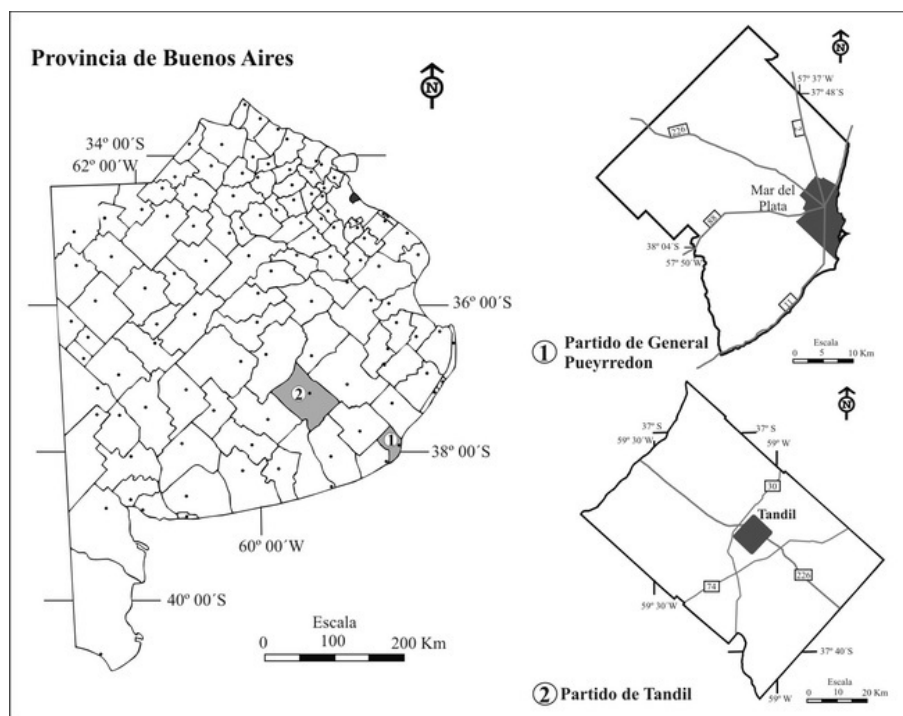 Provincia de Buenos Aires
N
34º 00´S
62º 00´W
36º 00´S
2
1
38º 00´S
60º 00´W
40º 00´S
Escala
0 100 200 Km
N
57º 37´W
37º 48´S
226
2
Mar del
Plata
88
38º 04´S
57º 50´W
11
1 Partido de General
Pueyrredon
Escala
0 5 10 Km
N
37º S
59º 30´W
37º S
59º W
30
Tandil
74
226
59º 30´W
37º 40´S
59º W
2 Partido de Tandil
Escala
0 10 20 Km